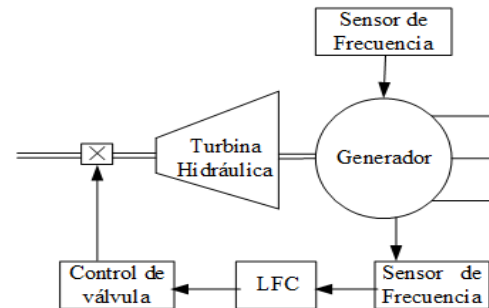 Sensor de
Frecuencia
Turbina
Hidráulica
Generador
Control de
válvula
LFC
Sensor de
Frecuencia